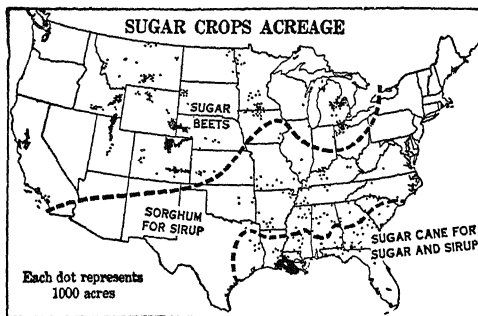 SUGAR CROPS ACREAGE
SUGAR
BEETS
SORGHUM
FOR SIRUP
SUGAR CANE FOR
SUGAR AND SIRUP
Each dot represents
1000 acres